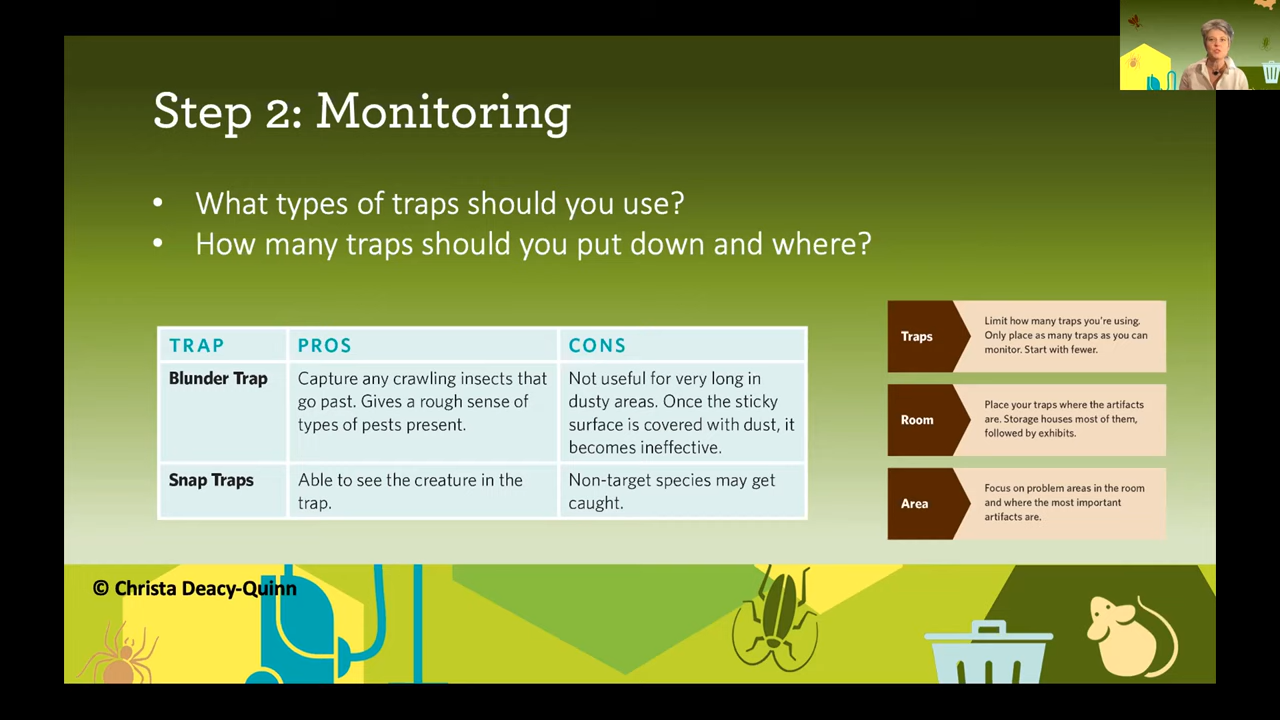 Step 2: Monitoring
• What types of traps should you use?
• How many traps should you put down and where?
TRAP
PROS
CONS
Blunder Trap
Capture any crawling insects that
go past. Gives a rough sense of
types of pests present.
Not useful for very long in
dusty areas. Once the sticky
surface is covered with dust, it
becomes ineffective.
Snap Traps
Able to see the creature in the
trap.
Non-target species may get
caught.
Traps
Limit how many traps you're using.
Only place as many traps as you can
monitor. Start with fewer.
Room
Place your traps where the artifacts
are. Storage houses most of them,
followed by exhibits.
Area
Focus on problem areas in the room
and where the most important
artifacts are.
© Christa Deacy-Quinn